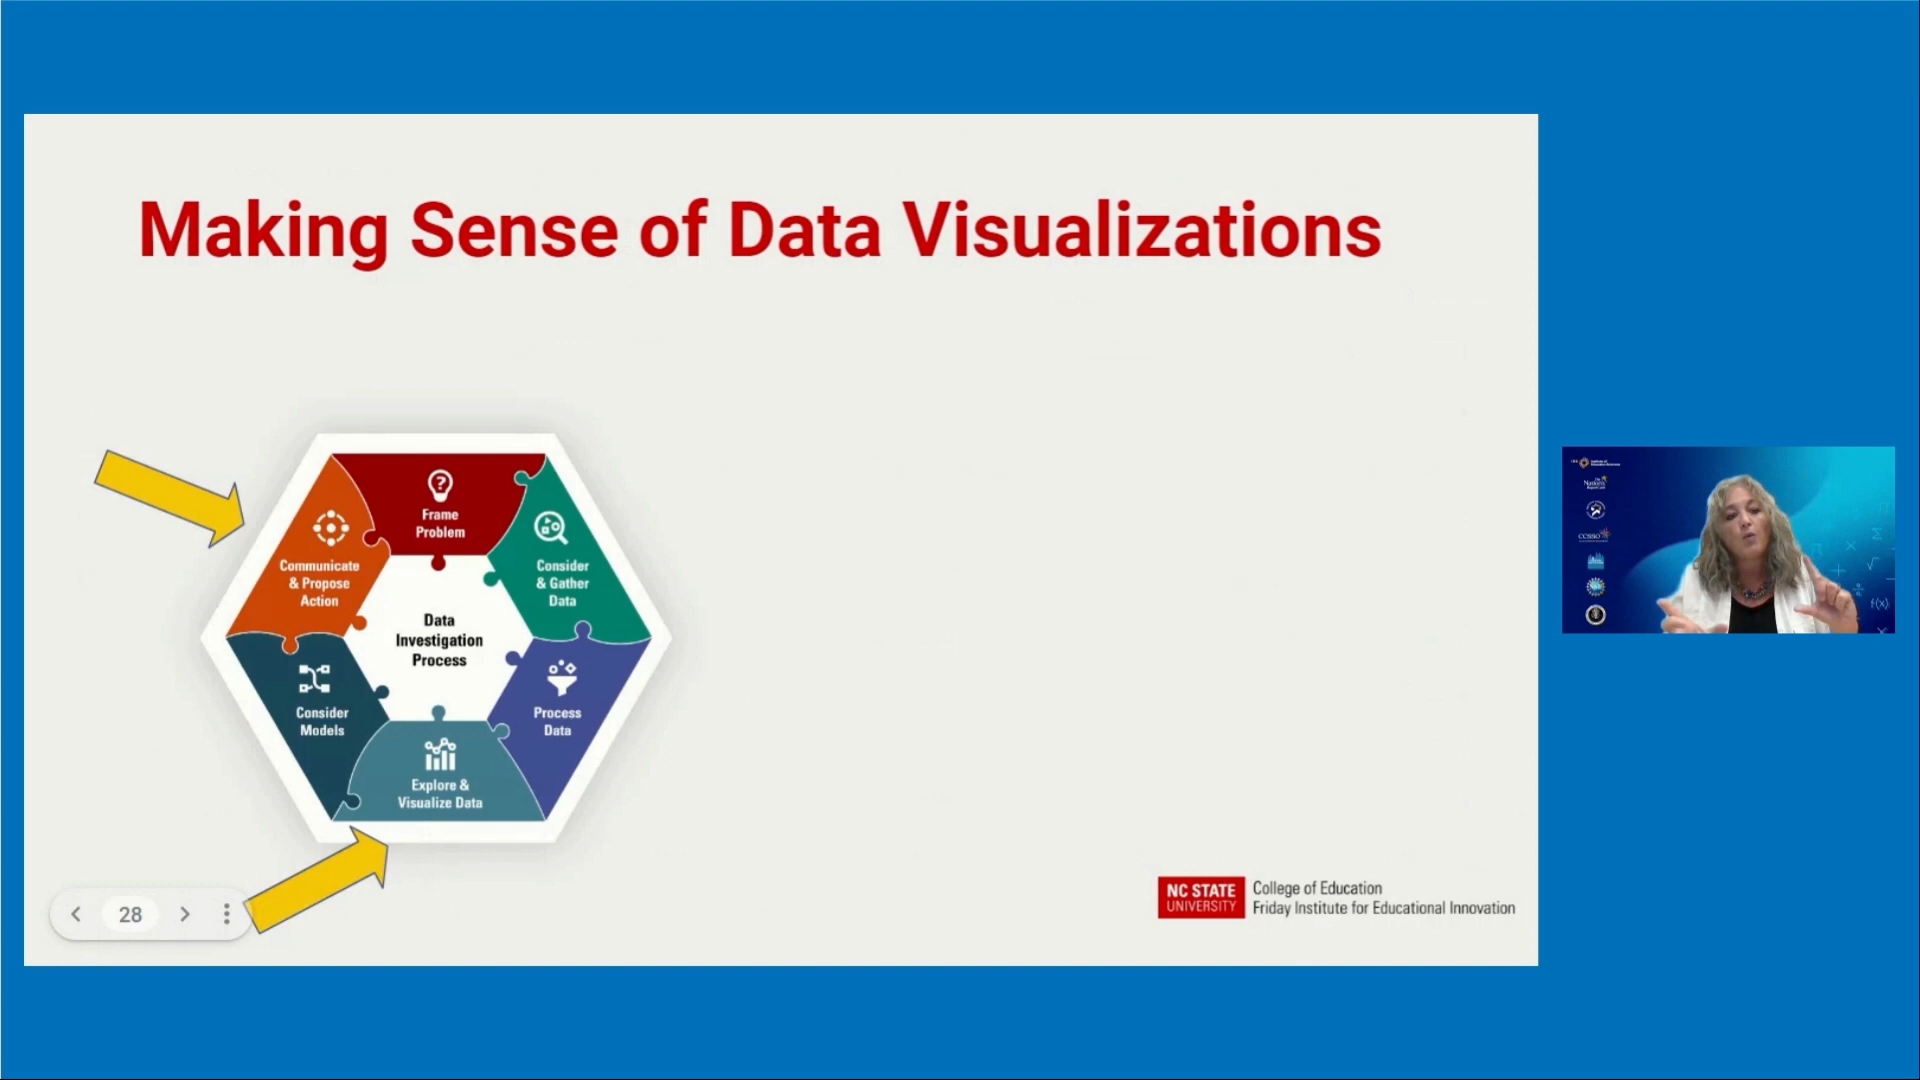 Making Sense of Data Visualizations
Frame
Problem
Communicate
& Propose
Action
Consider
& Gather
Data
Data
Investigation
Process
Consider
Models
Process
Data
Explore &
Visualize Data
28
NC STATE
UNIVERSITY
College of Education
Friday Institute for Educational Innovation
CCSSO
f(x)